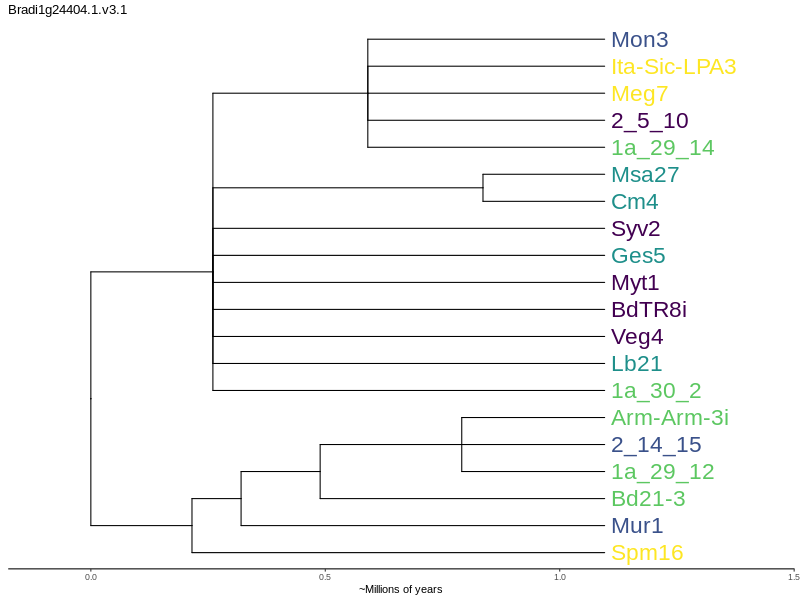 Bradi1g24404.1.v3.1
Mon3
Ita-Sic-LPA3
Meg7
2_5_10
1a_29_14
Msa27
Cm4
Syv2
Ges5
Myt1
BdTR8i
Veg4
Lb21
1a_30_2
Arm-Arm-3i
2_14_15
1a_29_12
Bd21-3
Mur1
Spm16
0.0 0.5 1.0 1.5
~Millions of years